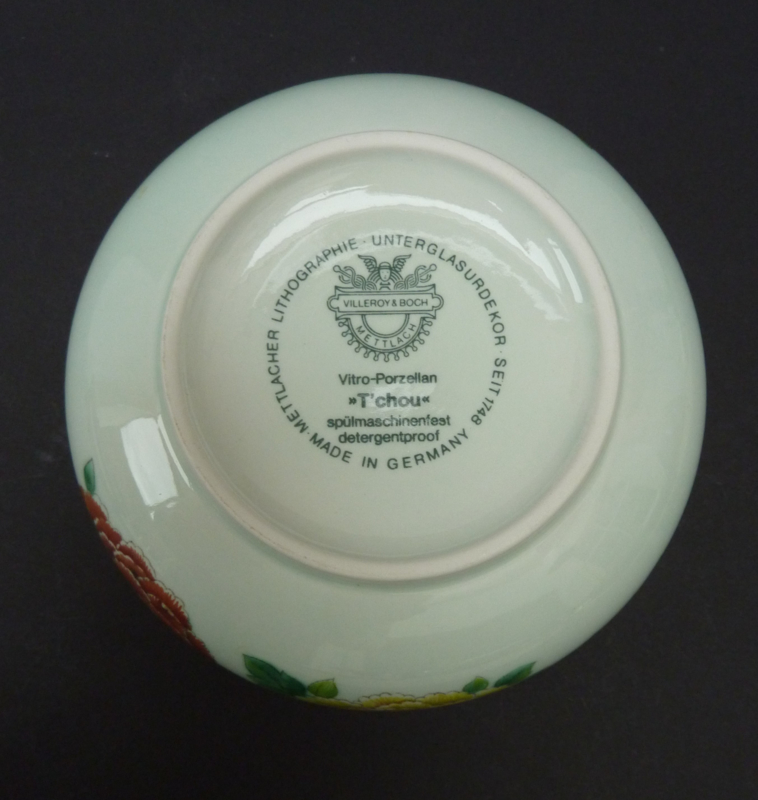 METTLACHER LITHOGRAPHIE · UNTERGLASURDEKOR · SEIT 1748 ·
VILLEROY & BOCH
METTLACH
Vitro-Porzellan
»T'chou«
spülmaschinenfest
detergentproof
MADE IN GERMANY